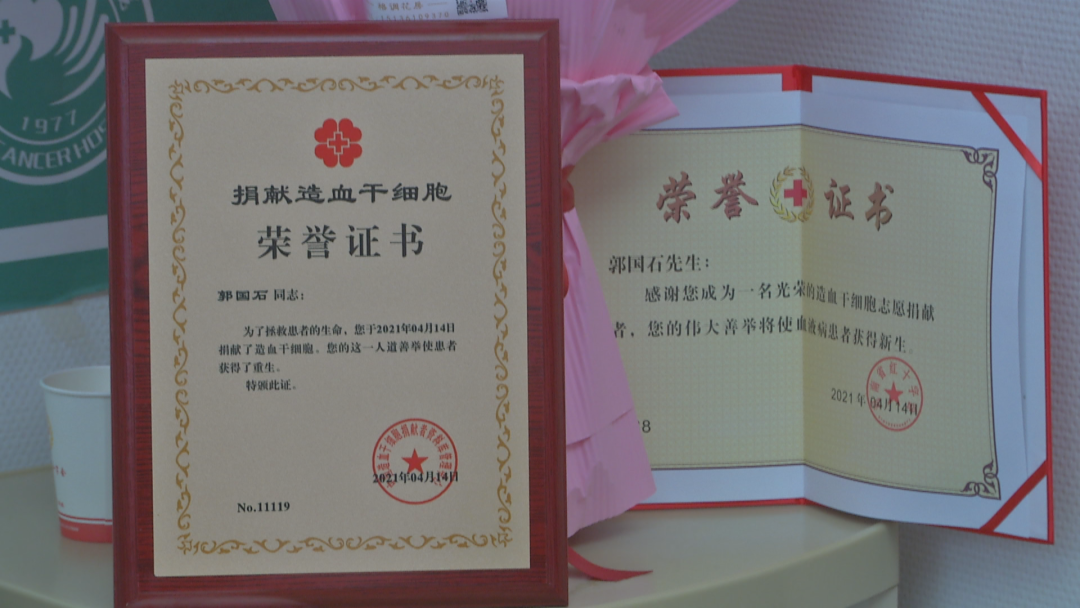 1977
CANCER HOS
捐献造血干细胞
荣誉证书
郭国石 同志：
为了拯救患者的生命，您于2021年04月14日
捐献了造血干细胞。您的这一人道善举使患者
获得了重生。
特颁此证。
2021年04月14日
No.11119
荣誉证书
郭国石先生：
感谢您成为一名光荣的造血干细胞志愿捐献
者，您的伟大善举将使血液病患者获得新生。
2021年 04月14日
8